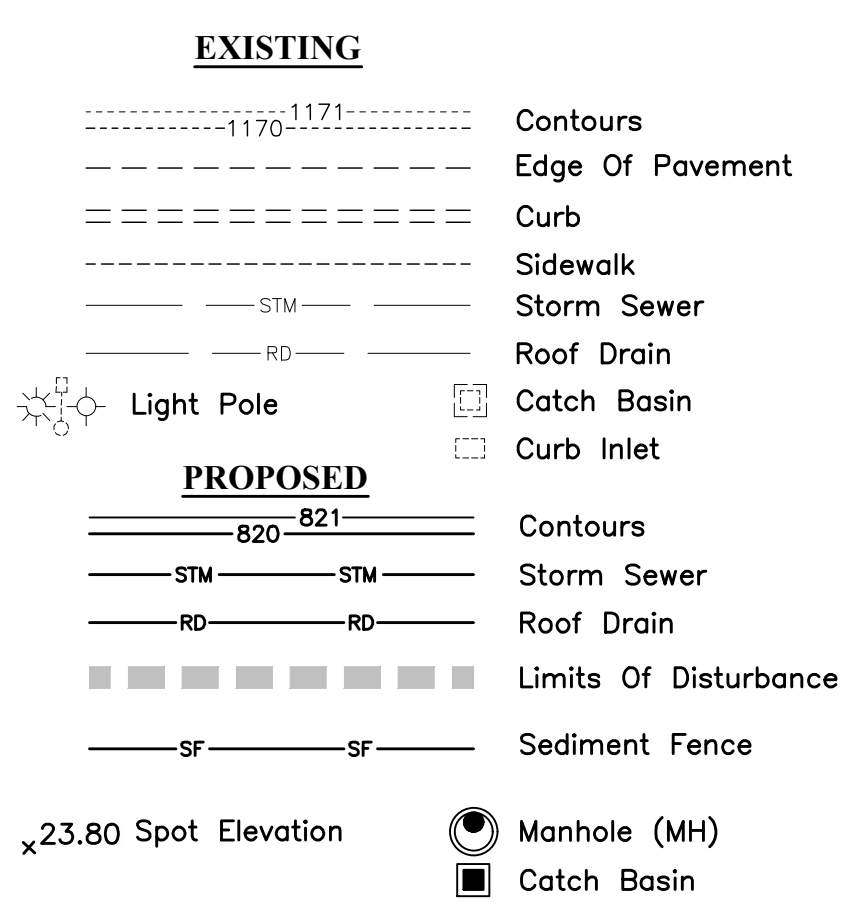 EXISTING
1171
1170
Contours
Edge Of Pavement
Curb
Sidewalk
STM Storm Sewer
RD Roof Drain
Light Pole Catch Basin
Curb Inlet
PROPOSED
821
820
Contours
STM STM Storm Sewer
RD RD Roof Drain
Limits Of Disturbance
SF SF Sediment Fence
x23.80 Spot Elevation Manhole (MH)
Catch Basin